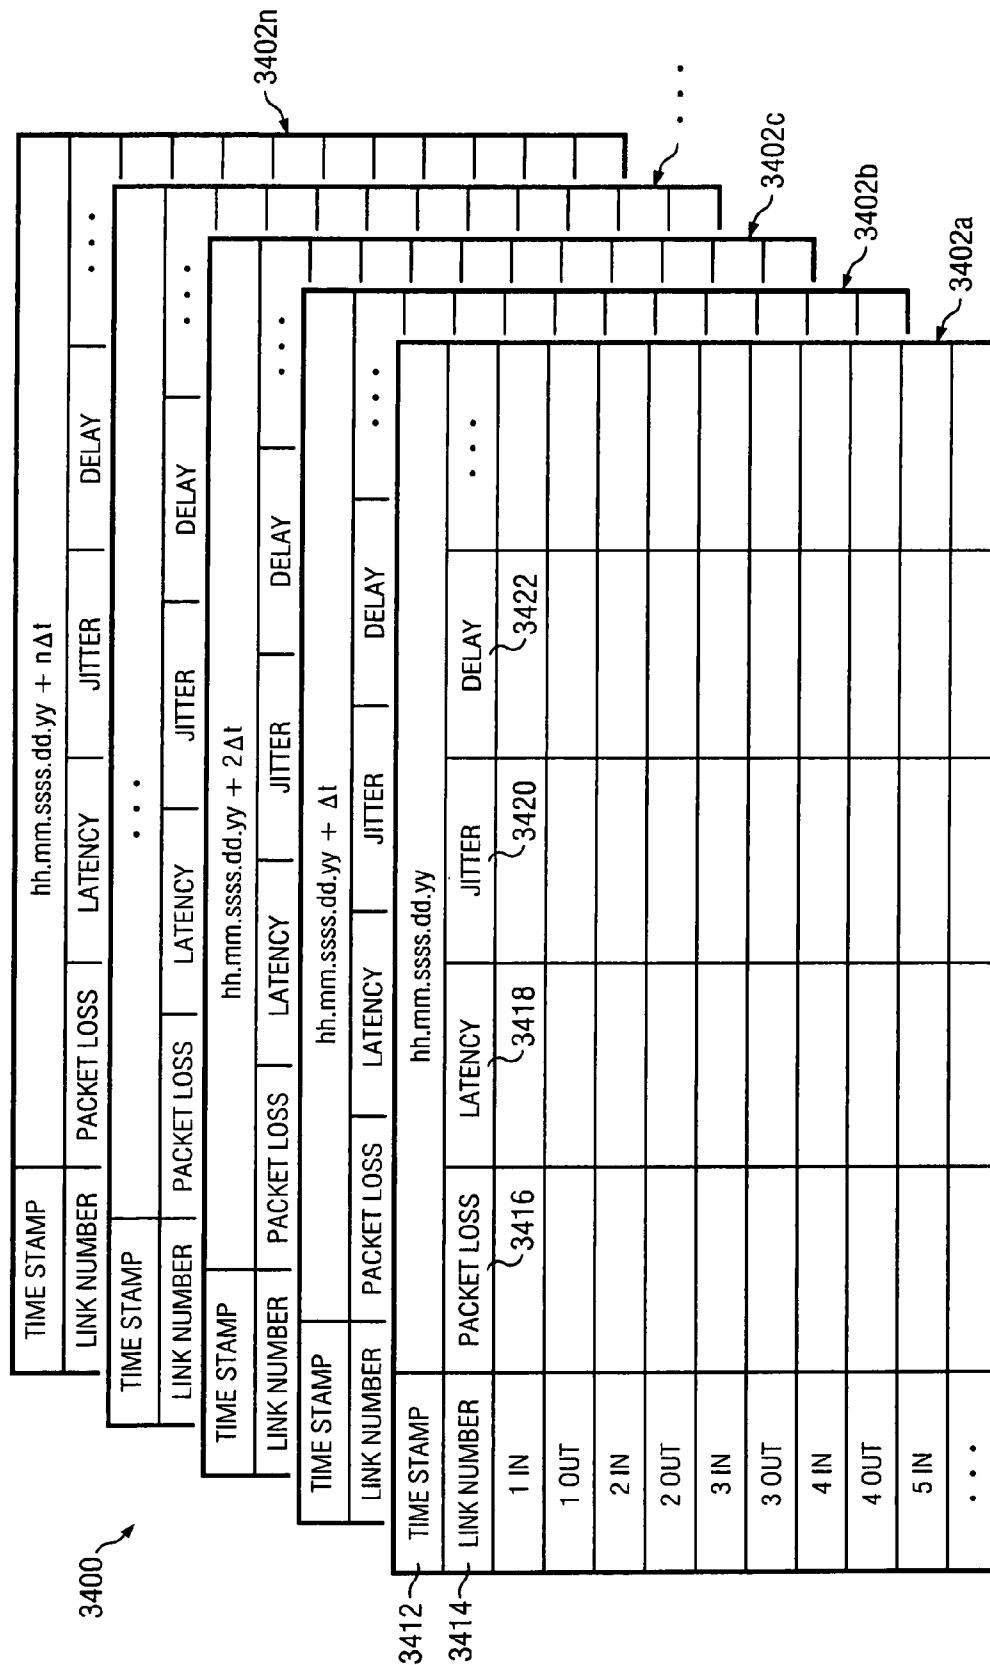 3400
TIME STAMP hh.mm.ssss.dd.yy + nΔt
LINK NUMBER PACKET LOSS LATENCY JITTER DELAY ...
3402n
TIME STAMP ...
LINK NUMBER PACKET LOSS LATENCY JITTER DELAY ...
...
TIME STAMP hh.mm.ssss.dd.yy + 2Δt
LINK NUMBER PACKET LOSS LATENCY JITTER DELAY ...
3402c
TIME STAMP hh.mm.ssss.dd.yy + Δt
LINK NUMBER PACKET LOSS LATENCY JITTER DELAY ...
3402b
3412 TIME STAMP hh.mm.ssss.dd.yy
3414 LINK NUMBER PACKET LOSS LATENCY JITTER DELAY ...
1 IN 3416 3418 3420 3422
1 OUT
2 IN
2 OUT
3 IN
3 OUT
4 IN
4 OUT
5 IN
3402a
...